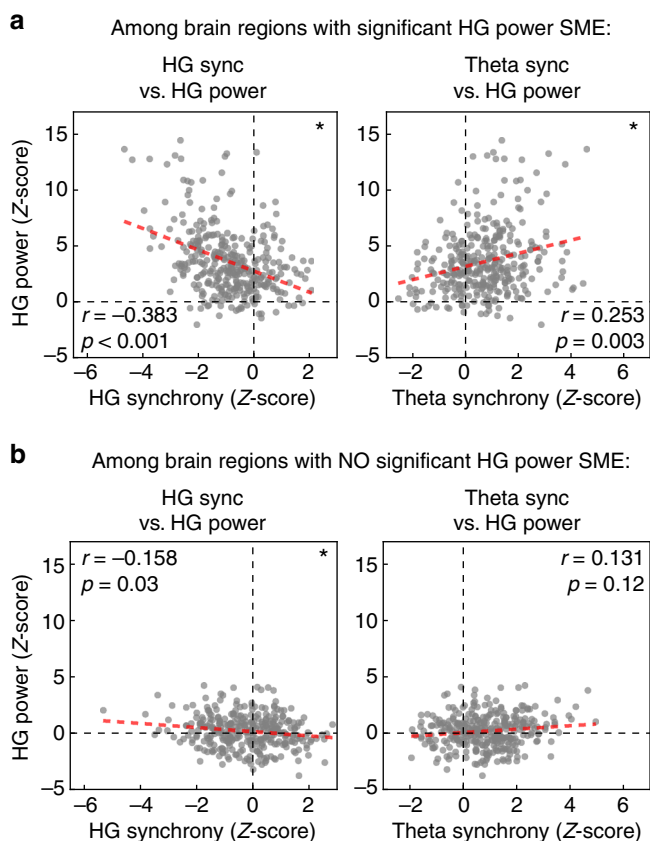 a
Among brain regions with significant HG power SME:
HG sync
vs. HG power
Theta sync
vs. HG power
HG power (Z-score)
15
10
5
0
–5
*
r = –0.383
p < 0.001
*
r = 0.253
p = 0.003
–6 –4 –2 0 2
–2 0 2 4 6
HG synchrony (Z-score)
Theta synchrony (Z-score)
b
Among brain regions with NO significant HG power SME:
HG sync
vs. HG power
Theta sync
vs. HG power
HG power (Z-score)
15
10
5
0
–5
r = –0.158
p = 0.03
*
r = 0.131
p = 0.12
–6 –4 –2 0 2
–2 0 2 4 6
HG synchrony (Z-score)
Theta synchrony (Z-score)